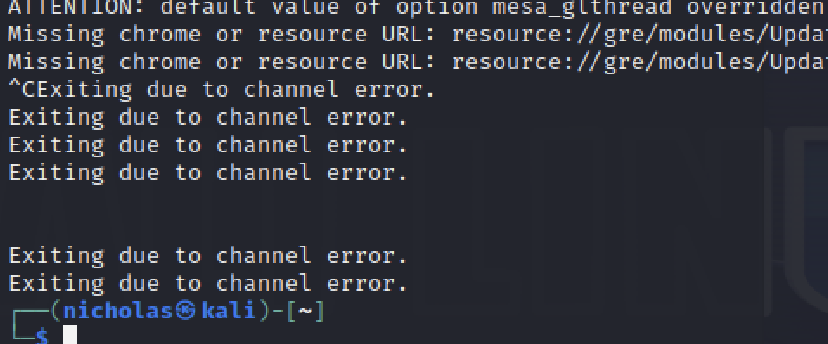 ATTENTION: default value of option mesa_glthread overridden
Missing chrome or resource URL: resource://gre/modules/Upda
Missing chrome or resource URL: resource://gre/modules/Upda
^CExiting due to channel error.
Exiting due to channel error.
Exiting due to channel error.
Exiting due to channel error.
Exiting due to channel error.
Exiting due to channel error.
┌──(nicholas㉿kali)-[~]
└─$